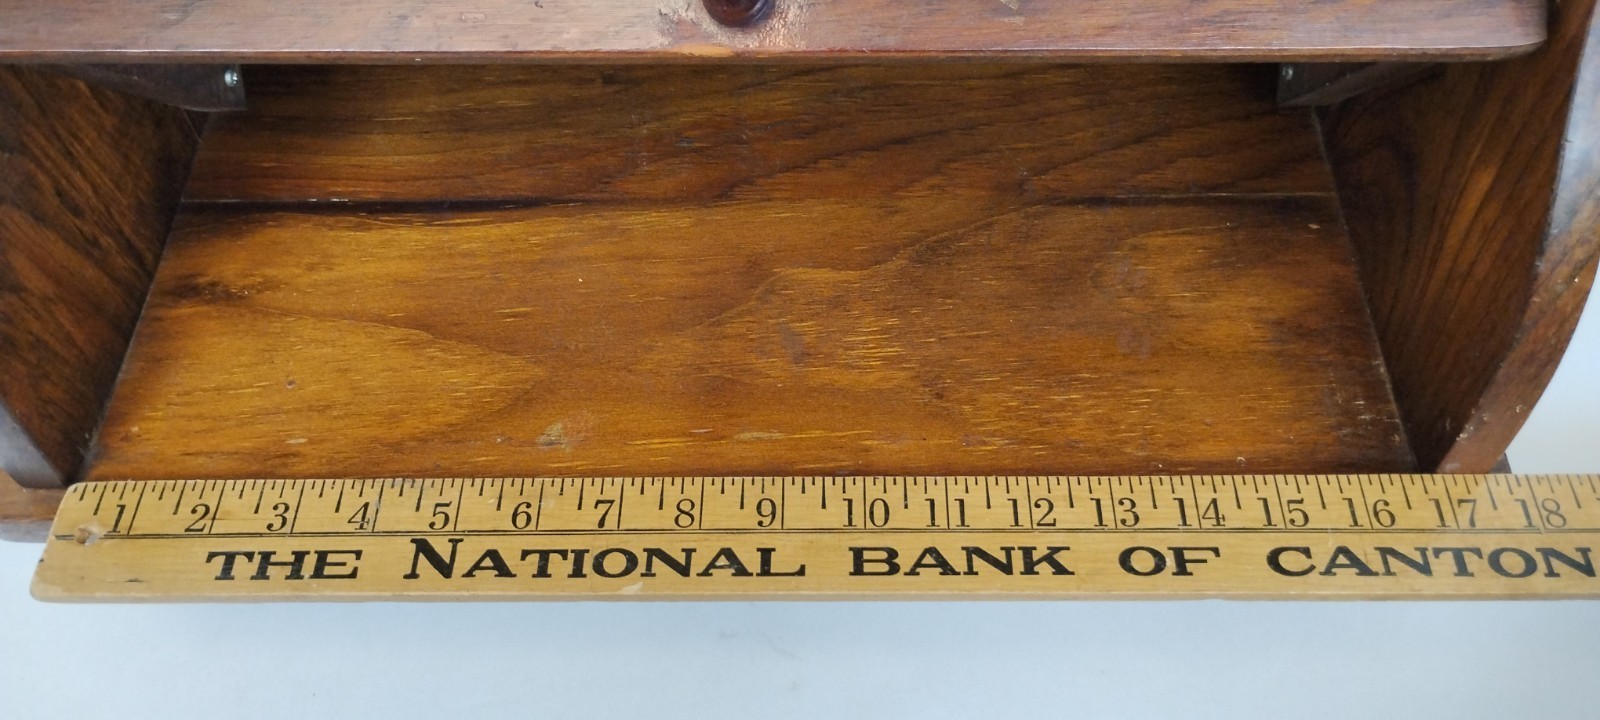 1 2 3 4 5 6 7 8 9 10 11 12 13 14 15 16 17 18
THE NATIONAL BANK OF CANTON